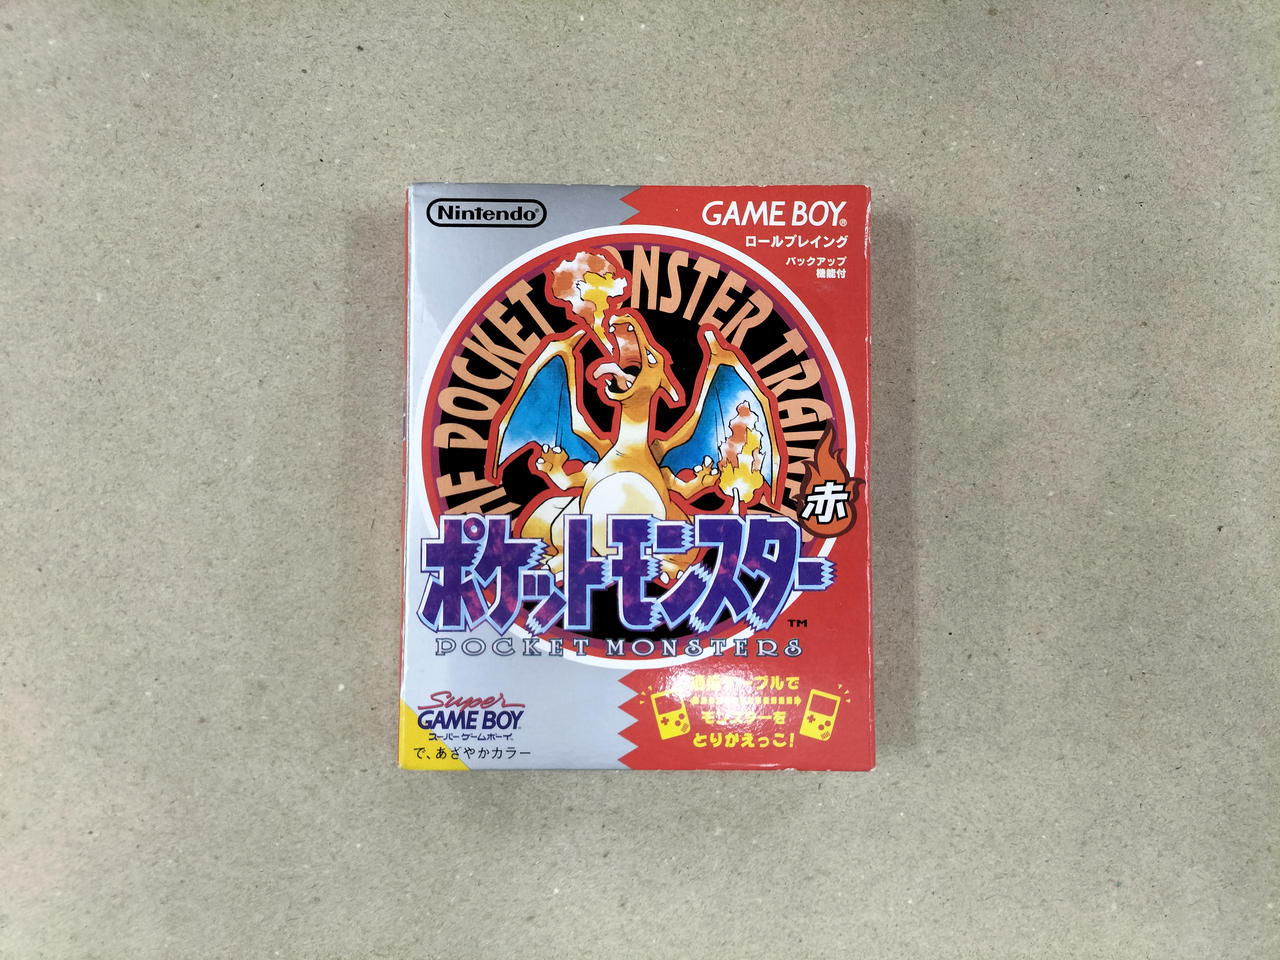 Nintendo
GAME BOY®
ロールプレイング
バックアップ
機能付
POCKET MONSTER
赤
ポケットモンスター
TM
POCKET MONSTERS
Super
GAME BOY
スーパーゲームボーイ
で、あざやかカラー
ケーブルで
モンスターを
とりかえっこ!